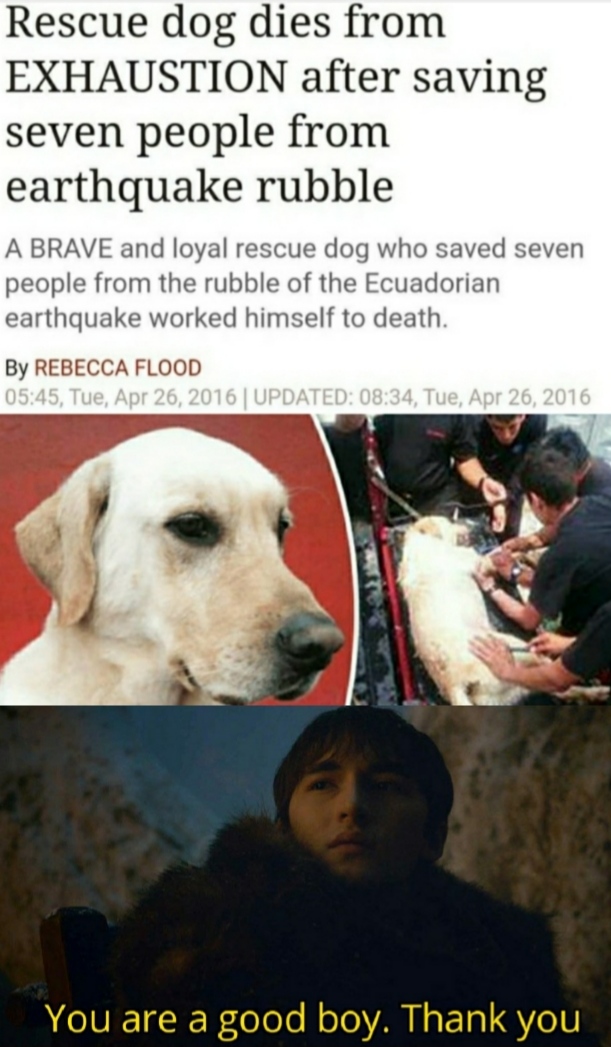 Rescue dog dies from
EXHAUSTION after saving
seven people from
earthquake rubble
A BRAVE and loyal rescue dog who saved seven
people from the rubble of the Ecuadorian
earthquake worked himself to death.
By REBECCA FLOOD
05:45, Tue, Apr 26, 2016 | UPDATED: 08:34, Tue, Apr 26, 2016
You are a good boy. Thank you